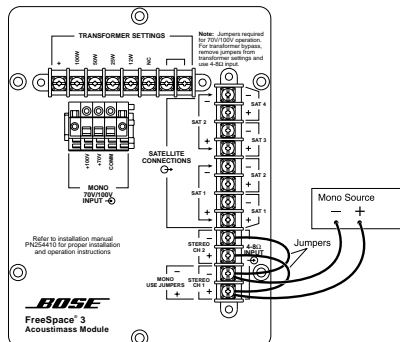 TRANSFORMER SETTINGS
+ 100W 50W 25W 12W NC
Note: Jumpers required
for 70V/100V operation.
For transformer bypass,
remove jumpers from
transformer settings and
use 4-8Ω input.
SAT 2
- +
SAT 1
- +
- SAT 4 +
- SAT 3 +
- SAT 2 +
- SAT 1 +
SATELLITE
CONNECTIONS
+100V +70V COMM
MONO
70V/100V
INPUT
Refer to installation manual
PN254410 for proper installation
and operation instructions
STEREO
CH 2
- +
4-8Ω
INPUT
MONO
USE JUMPERS
- +
STEREO
CH 1
- +
Mono Source
- +
Jumpers
BOSE
FreeSpace® 3
Acoustimass Module